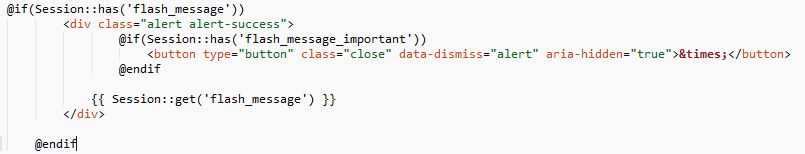 @if(Session::has('flash_message'))
<div class="alert alert-success">
@if(Session::has('flash_message_important'))
<button type="button" class="close" data-dismiss="alert" aria-hidden="true">&times;</button>
@endif
{{ Session::get('flash_message') }}
</div>
@endif